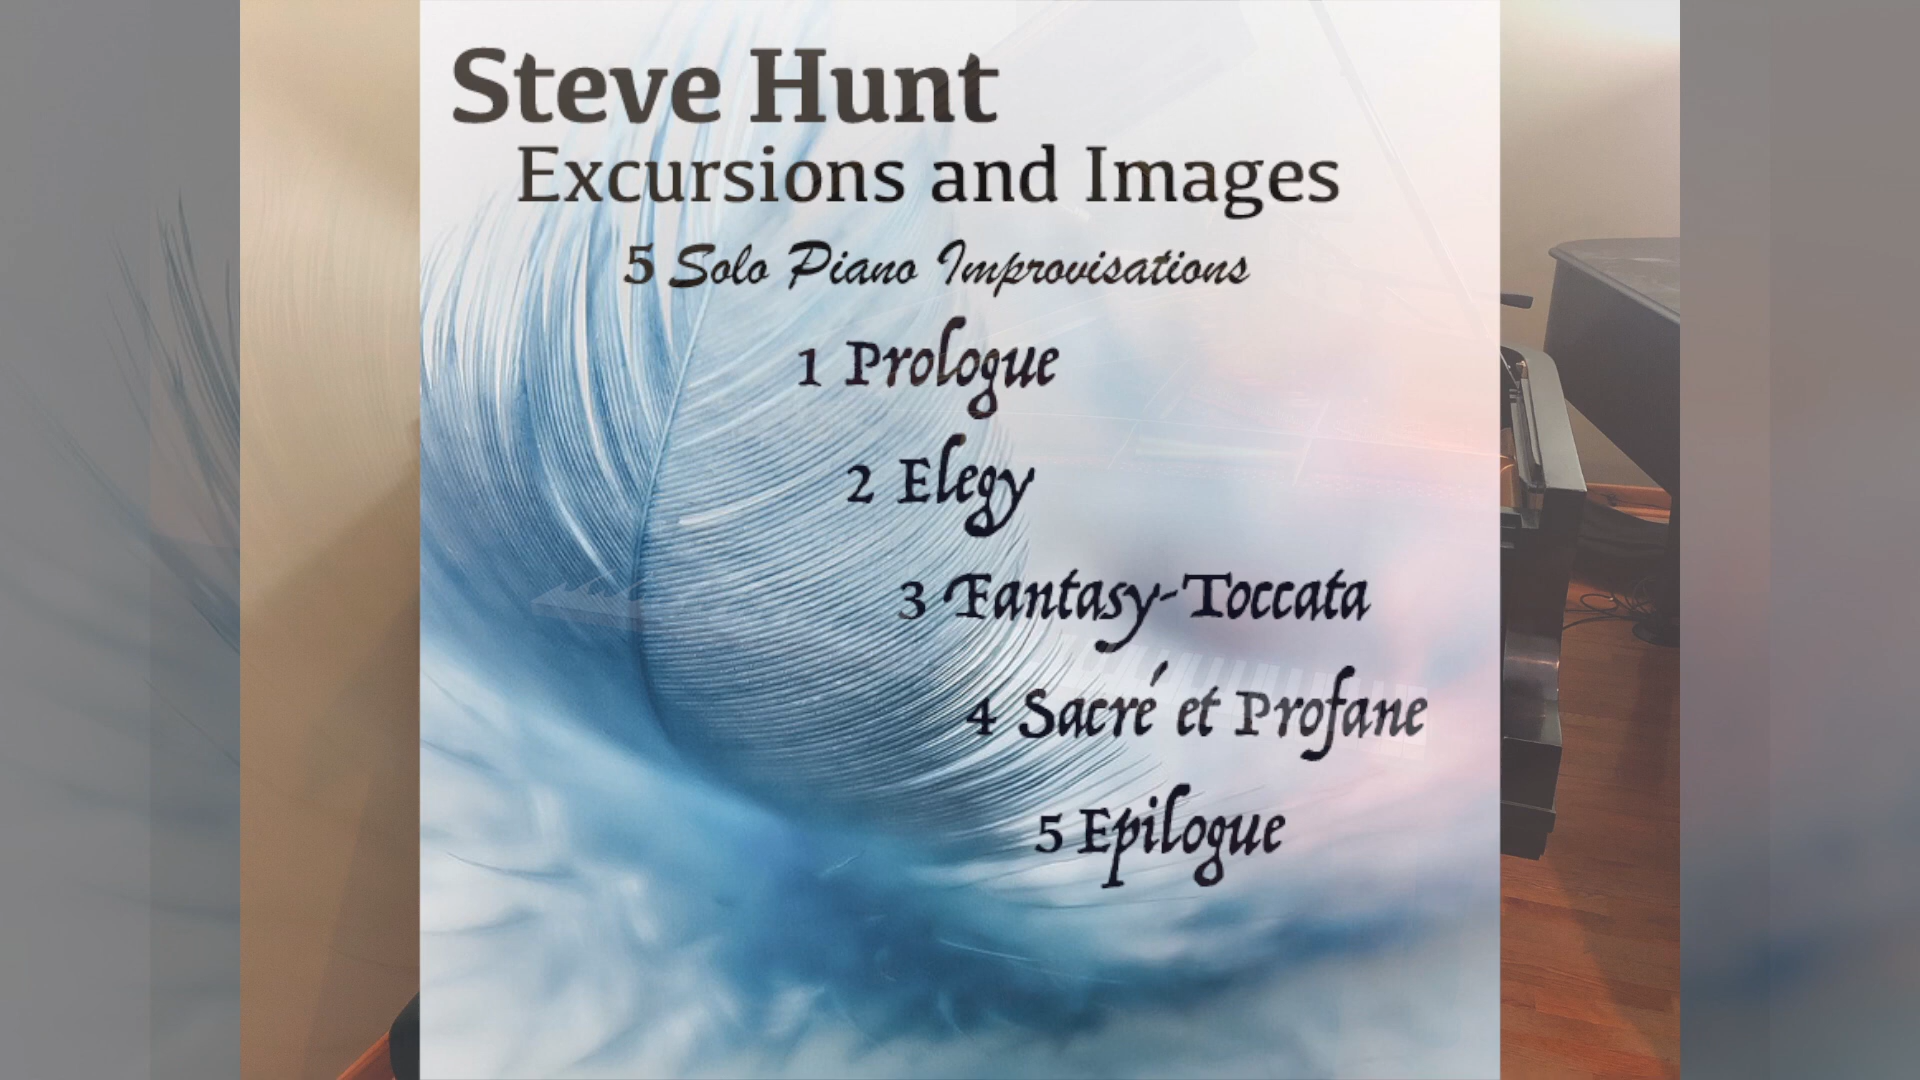 Steve Hunt
Excursions and Images
5 Solo Piano Improvisations
1 Prologue
2 Elegy
3 Fantasy-Toccata
4 Sacré et Profane
5 Epilogue